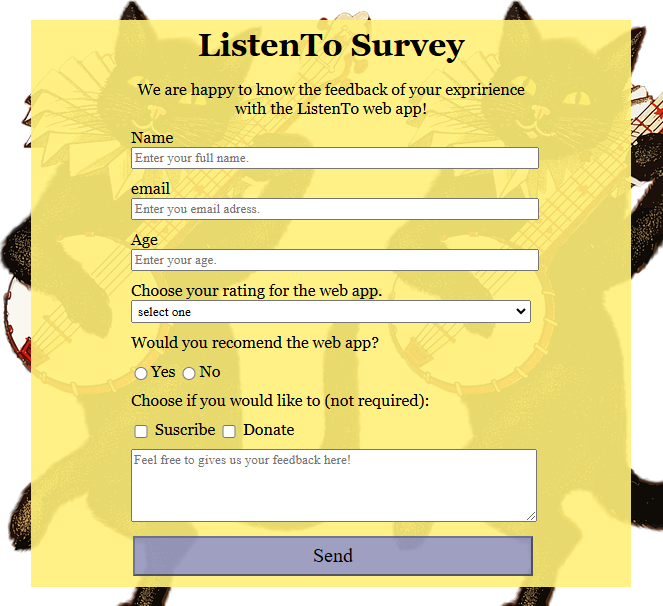 ListenTo Survey
We are happy to know the feedback of your expririence
with the ListenTo web app!
Name
Enter your full name.
email
Enter you email adress.
Age
Enter your age.
Choose your rating for the web app.
select one
Would you recomend the web app?
Yes No
Choose if you would like to (not required):
Suscribe Donate
Feel free to gives us your feedback here!
Send